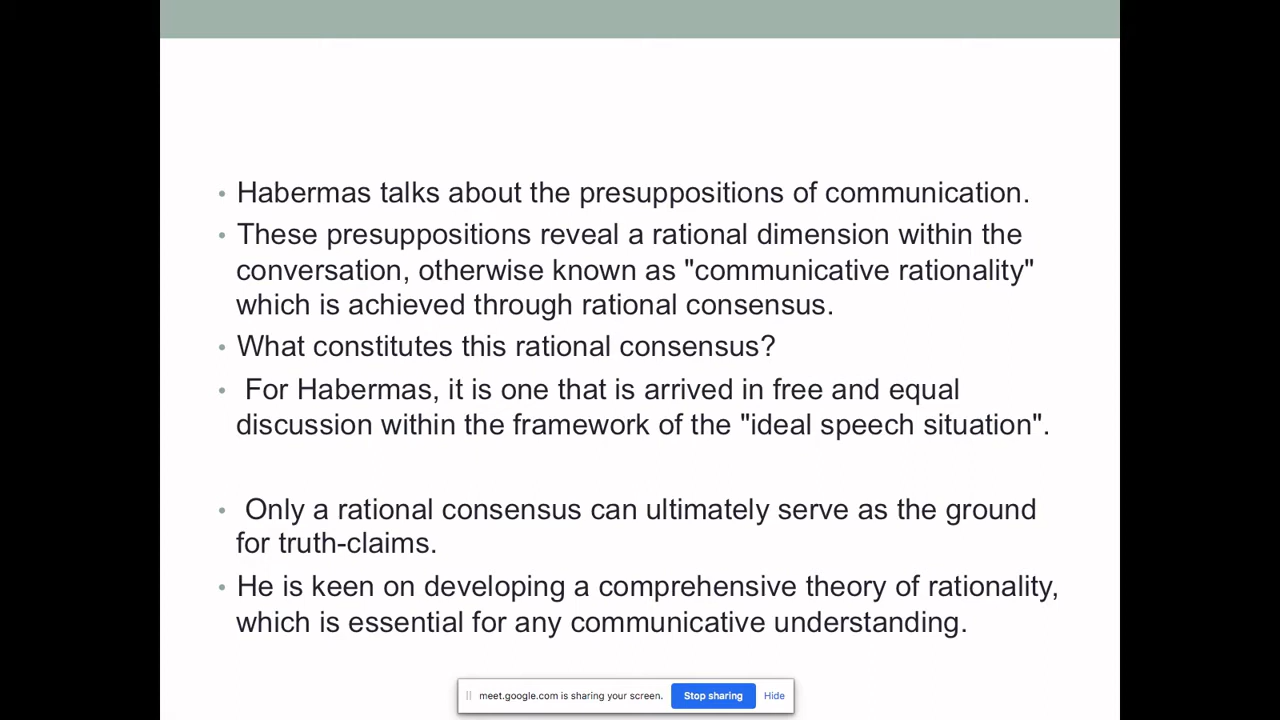 • Habermas talks about the presuppositions of communication.
• These presuppositions reveal a rational dimension within the
conversation, otherwise known as "communicative rationality"
which is achieved through rational consensus.
• What constitutes this rational consensus?
• For Habermas, it is one that is arrived in free and equal
discussion within the framework of the "ideal speech situation".
• Only a rational consensus can ultimately serve as the ground
for truth-claims.
• He is keen on developing a comprehensive theory of rationality,
which is essential for any communicative understanding.
meet.google.com is sharing your screen. Stop sharing Hide